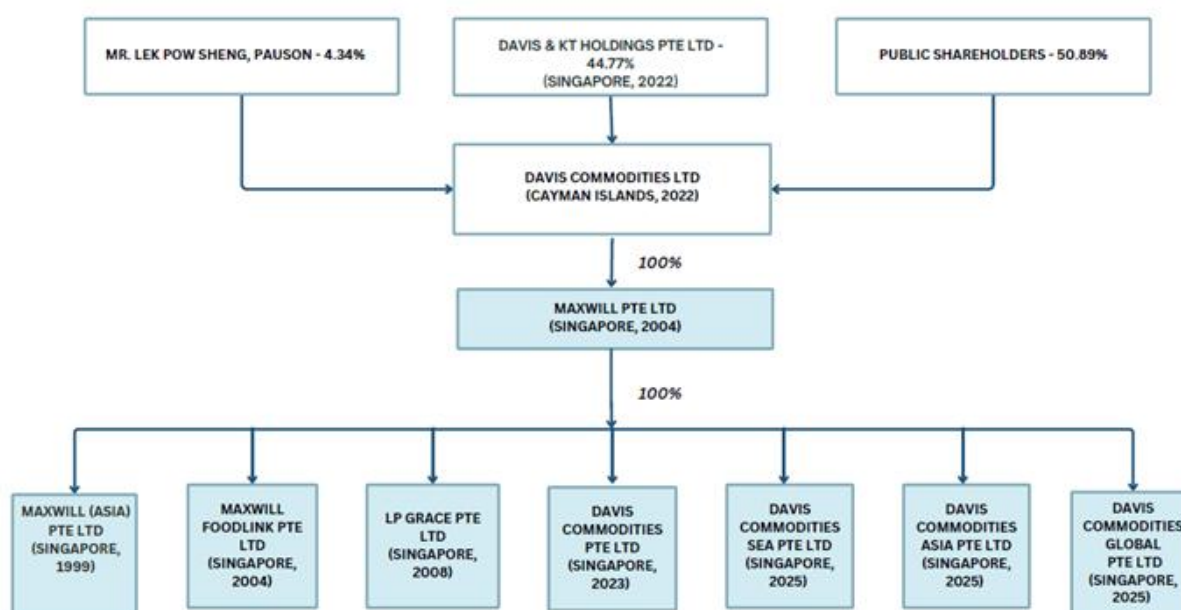 MR. LEK POW SHENG, PAUSON - 4.34%
DAVIS & KT HOLDINGS PTE LTD -
44.77%
(SINGAPORE, 2022)
PUBLIC SHAREHOLDERS - 50.89%
DAVIS COMMODITIES LTD
(CAYMAN ISLANDS, 2022)
100%
MAXWILL PTE LTD
(SINGAPORE, 2004)
100%
MAXWILL (ASIA)
PTE LTD
(SINGAPORE,
1999)
MAXWILL
FOODLINK PTE
LTD
(SINGAPORE,
2004)
LP GRACE PTE
LTD
(SINGAPORE,
2008)
DAVIS
COMMODITIES
PTE LTD
(SINGAPORE,
2023)
DAVIS
COMMODITIES
SEA PTE LTD
(SINGAPORE,
2025)
DAVIS
COMMODITIES
ASIA PTE LTD
(SINGAPORE,
2025)
DAVIS
COMMODITIES
GLOBAL
PTE LTD
(SINGAPORE,
2025)